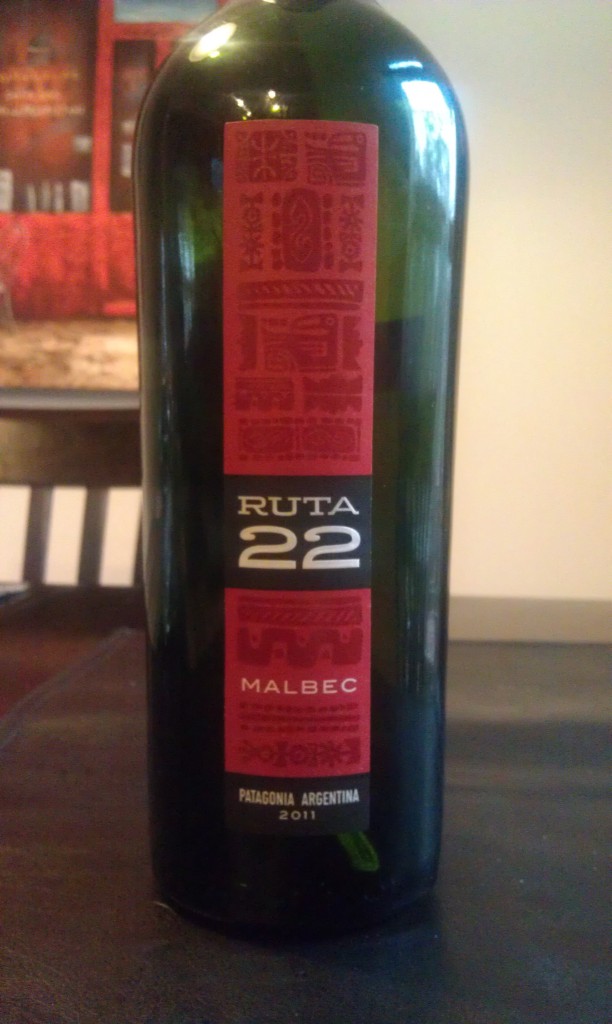 RUTA
22
MALBEC
PATAGONIA ARGENTINA
2011